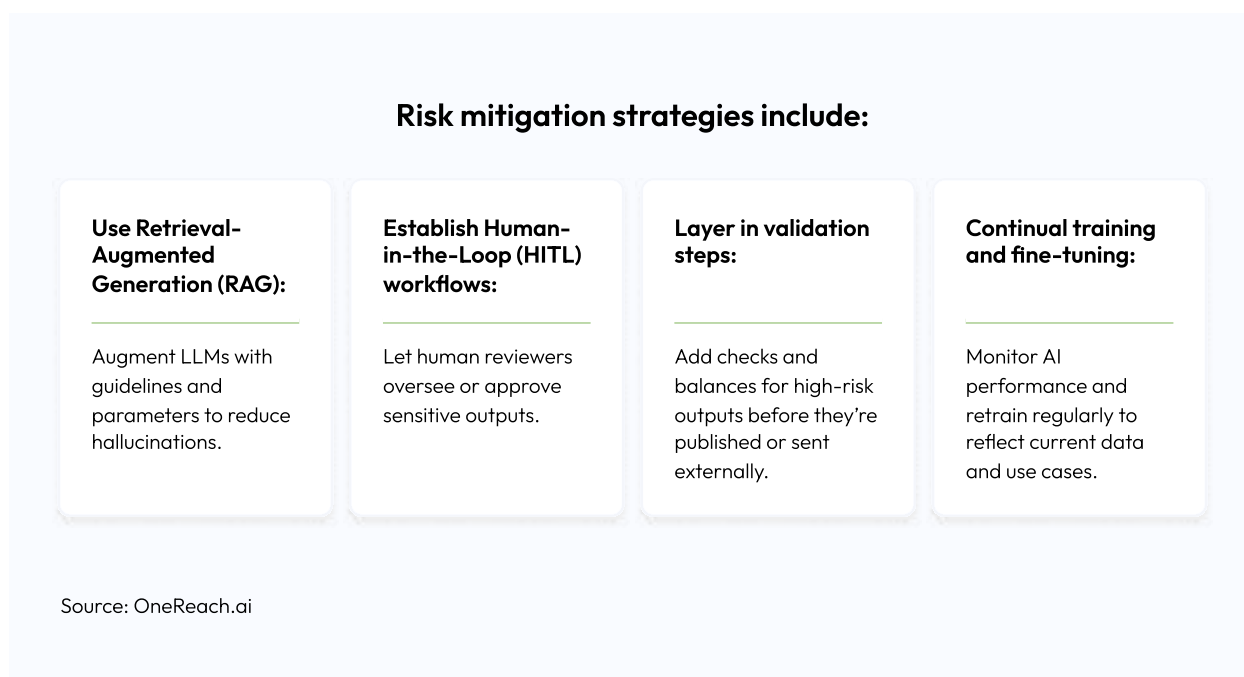 Risk mitigation strategies include:
Use Retrieval-
Augmented
Generation (RAG):
Augment LLMs with
guidelines and
parameters to reduce
hallucinations.
Establish Human-
in-the-Loop (HITL)
workflows:
Let human reviewers
oversee or approve
sensitive outputs.
Layer in validation
steps:
Add checks and
balances for high-risk
outputs before they’re
published or sent
externally.
Continual training
and fine-tuning:
Monitor AI
performance and
retrain regularly to
reflect current data
and use cases.
Source: OneReach.ai